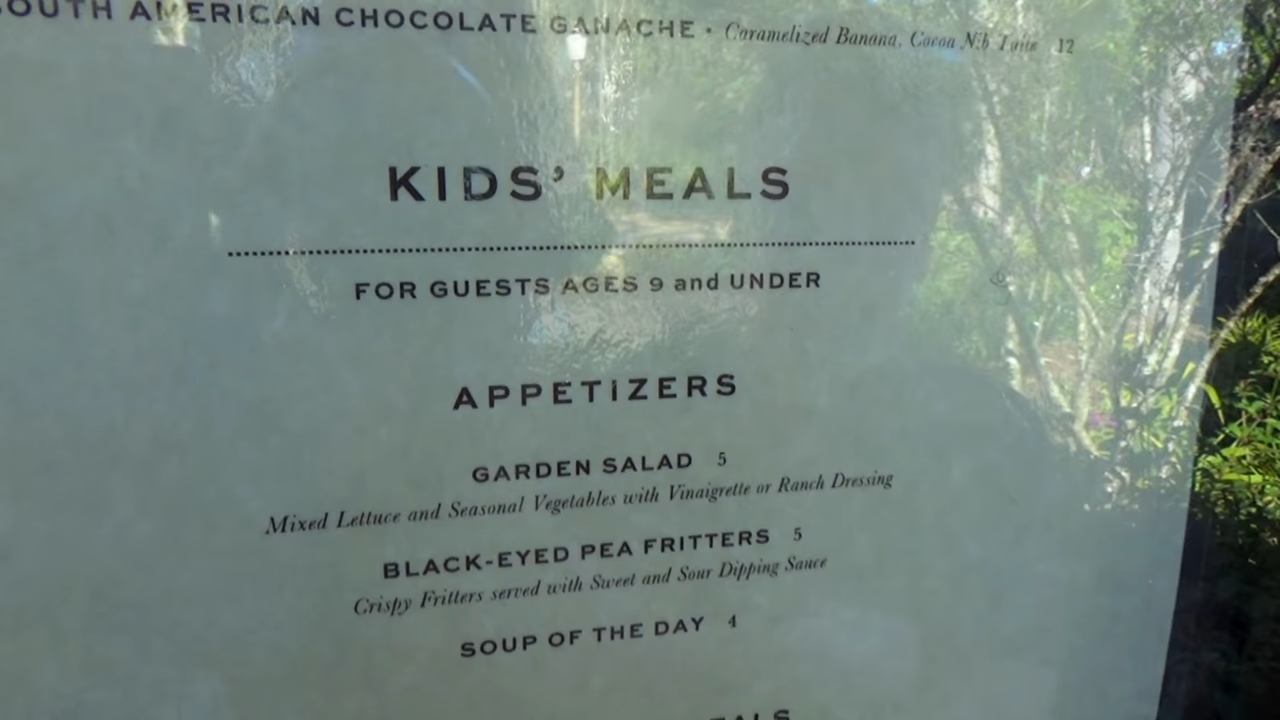 SOUTH AMERICAN CHOCOLATE GANACHE • Caramelized Banana, Cocoa Nib 12
KIDS' MEALS
FOR GUESTS AGES 9 and UNDER
APPETIZERS
GARDEN SALAD 5
Mixed Lettuce and Seasonal Vegetables with Vinaigrette or Ranch Dressing
BLACK-EYED PEA FRITTERS 5
Crispy Fritters served with Sweet and Sour Dipping Sauce
SOUP OF THE DAY 4